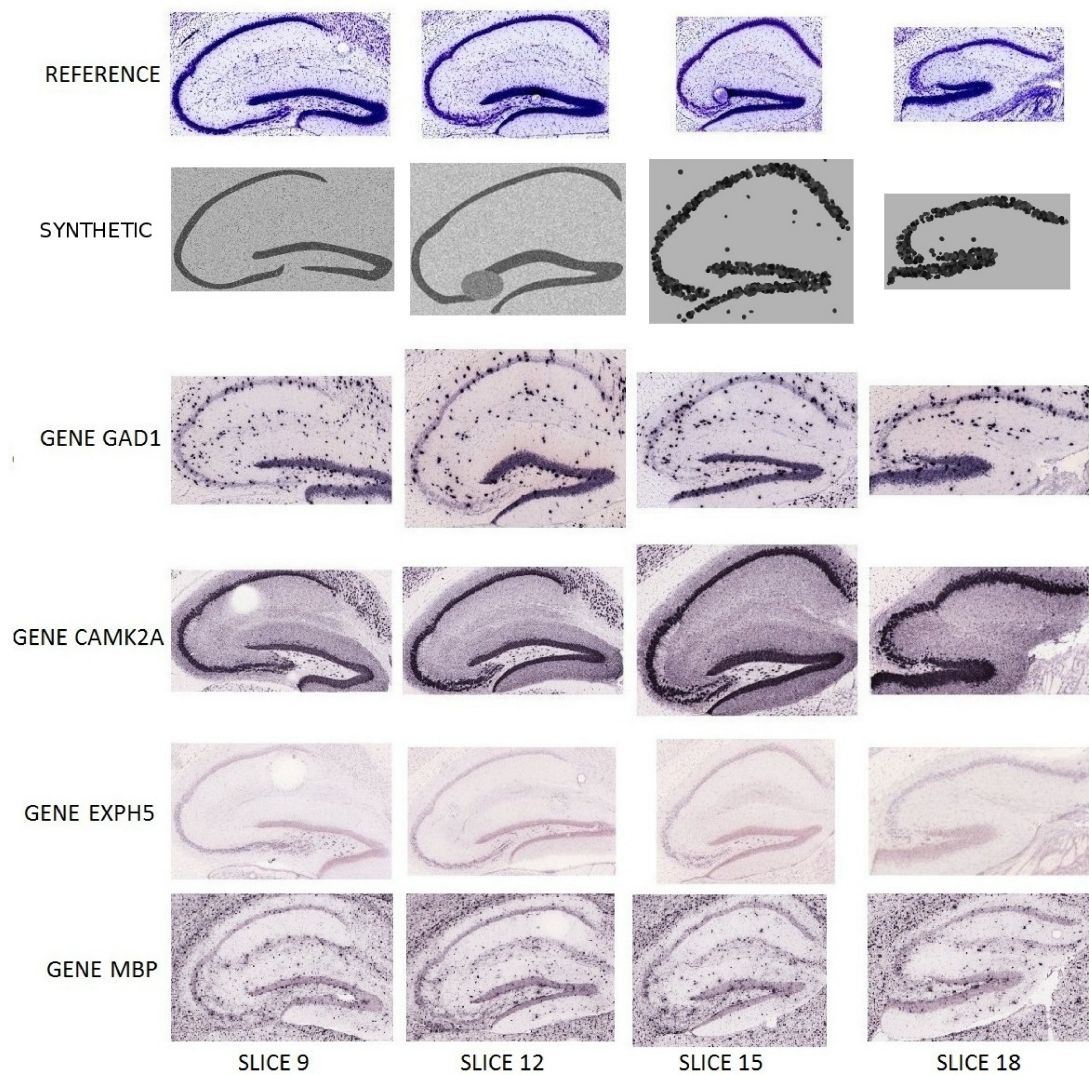 REFERENCE
SYNTHETIC
GENE GAD1
GENE CAMK2A
GENE EXPH5
GENE MBP
SLICE 9
SLICE 12
SLICE 15
SLICE 18